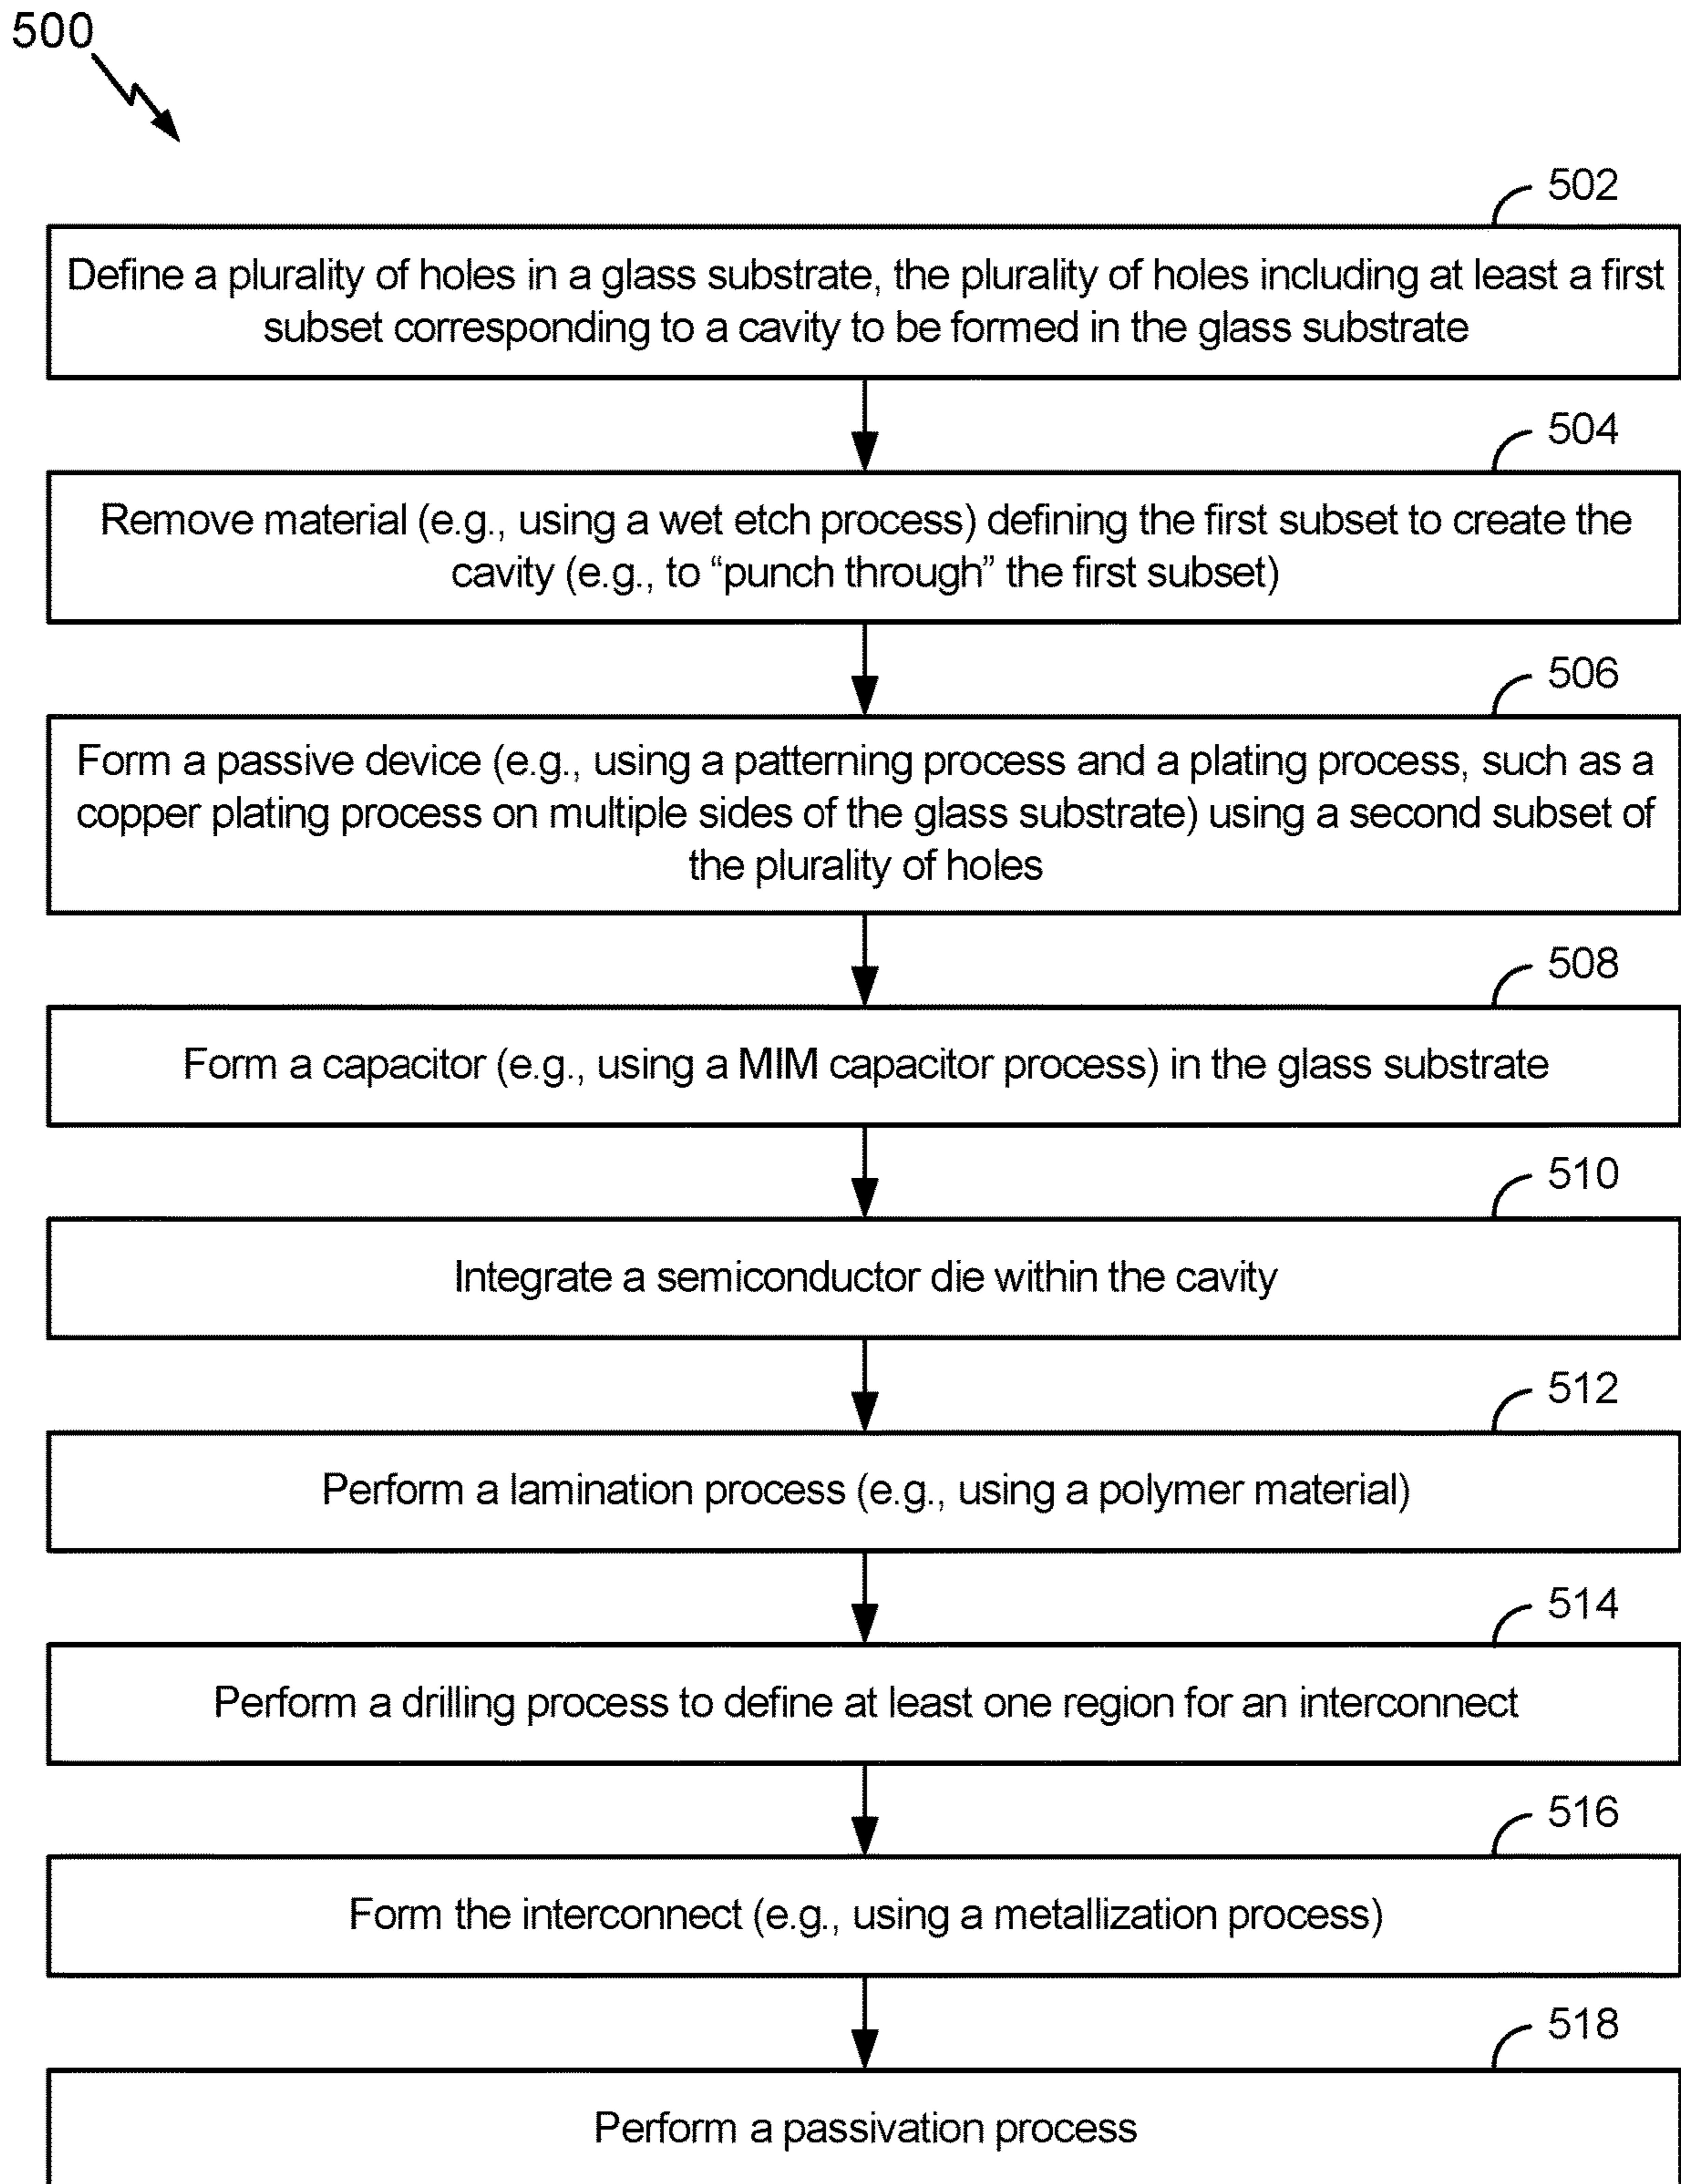 500
502
Define a plurality of holes in a glass substrate, the plurality of holes including at least a first
subset corresponding to a cavity to be formed in the glass substrate
504
Remove material (e.g., using a wet etch process) defining the first subset to create the
cavity (e.g., to “punch through” the first subset)
506
Form a passive device (e.g., using a patterning process and a plating process, such as a
copper plating process on multiple sides of the glass substrate) using a second subset of
the plurality of holes
508
Form a capacitor (e.g., using a MIM capacitor process) in the glass substrate
510
Integrate a semiconductor die within the cavity
512
Perform a lamination process (e.g., using a polymer material)
514
Perform a drilling process to define at least one region for an interconnect
516
Form the interconnect (e.g., using a metallization process)
518
Perform a passivation process